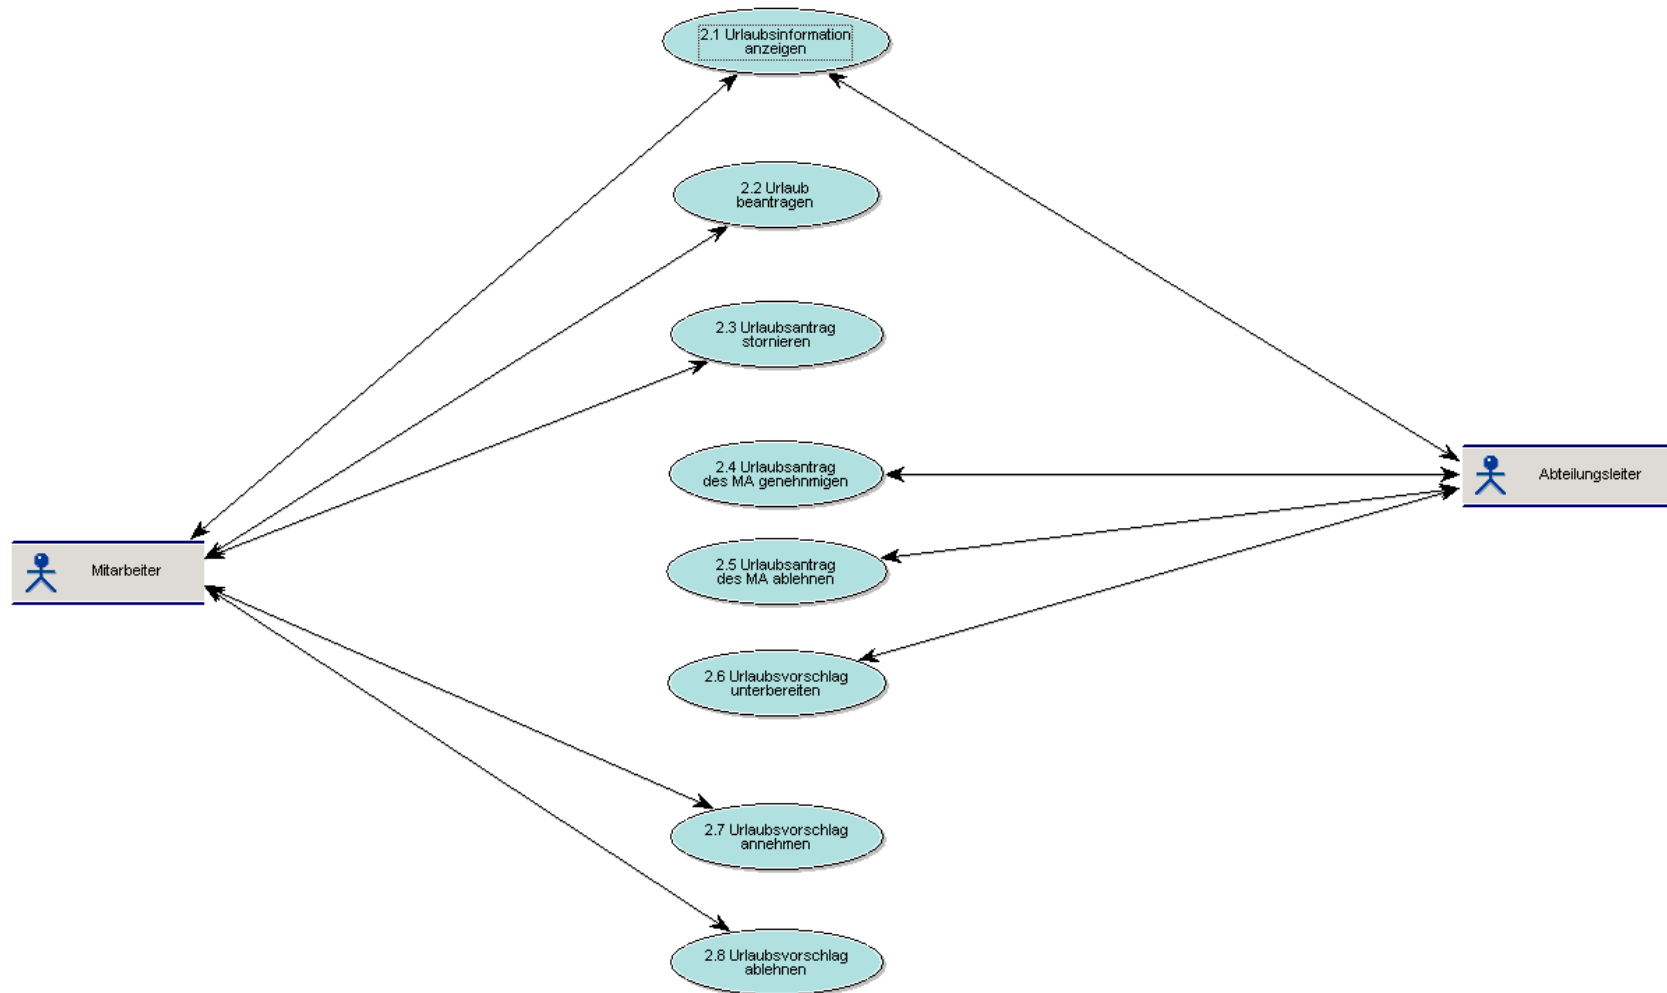 2.1 Urlaubsinformation
anzeigen
2.2 Urlaub
beantragen
2.3 Urlaubsantrag
stornieren
2.4 Urlaubsantrag
des MA genehnmigen
Abteilungsleiter
Mitarbeiter
2.5 Urlaubsantrag
des MA ablehnen
2.6 Urlaubsvorschlag
unterbereiten
2.7 Urlaubsvorschlag
annehmen
2.8 Urlaubsvorschlag
ablehnen